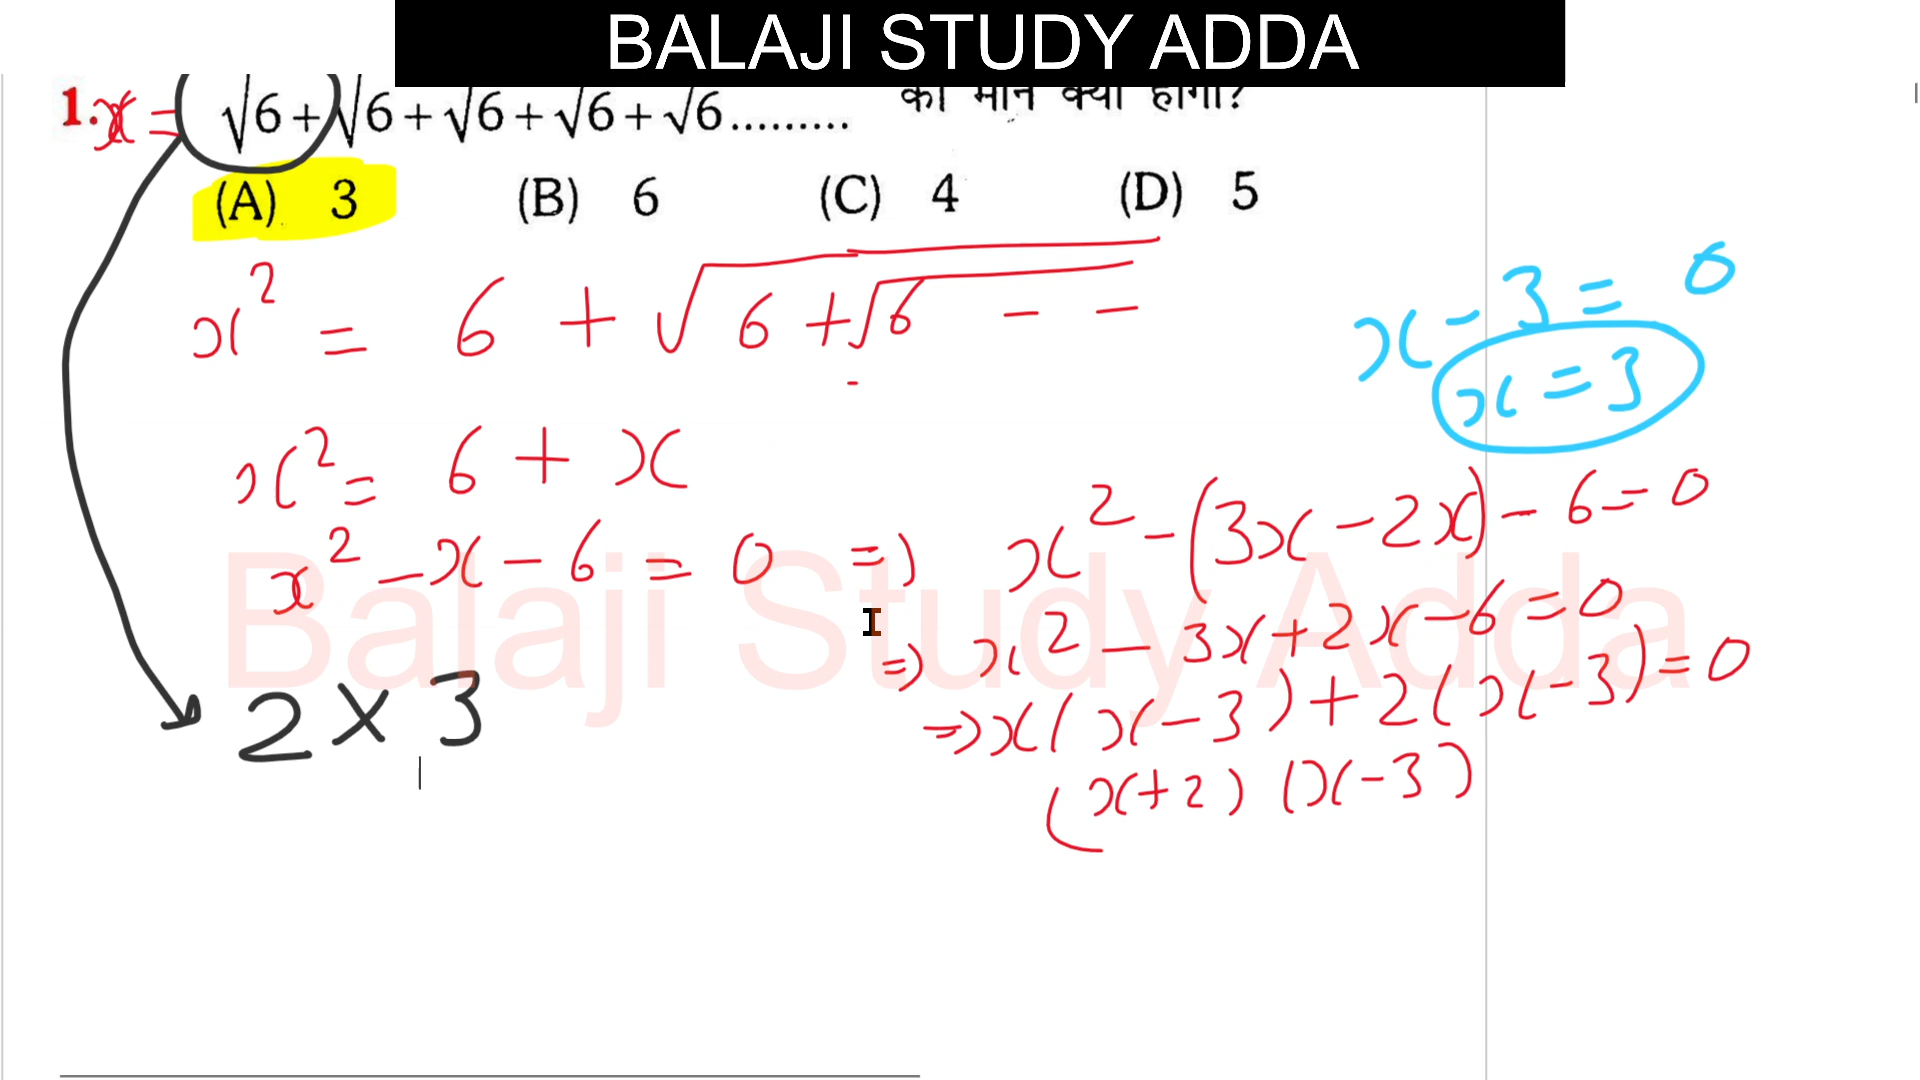 BALAJI STUDY ADDA
1. x = √6 + √6 + √6 + √6 + √6 ......... का मान क्या होगा?
(A) 3 (B) 6 (C) 4 (D) 5
x² = 6 + √6 + √6 - -
x - 3 = 0
x = 3
x² = 6 + x
x² - x - 6 = 0 => x² - (3x - 2x) - 6 = 0
=> x² - 3x + 2x - 6 = 0
=> x(x - 3) + 2(x - 3) = 0
(x + 2) (x - 3)
2 × 3
Balaji Study Adda